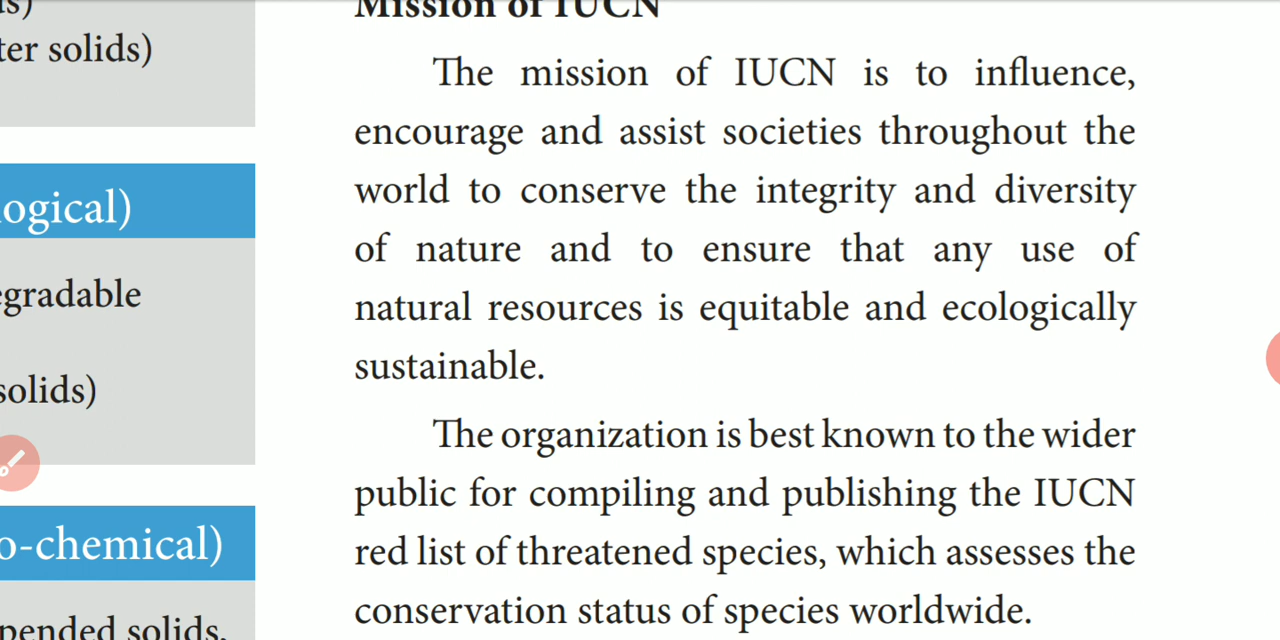 ter solids)
ological)
egradable
solids)
o-chemical)
pended solids,
Mission of IUCN
The mission of IUCN is to influence,
encourage and assist societies throughout the
world to conserve the integrity and diversity
of nature and to ensure that any use of
natural resources is equitable and ecologically
sustainable.
The organization is best known to the wider
public for compiling and publishing the IUCN
red list of threatened species, which assesses the
conservation status of species worldwide.